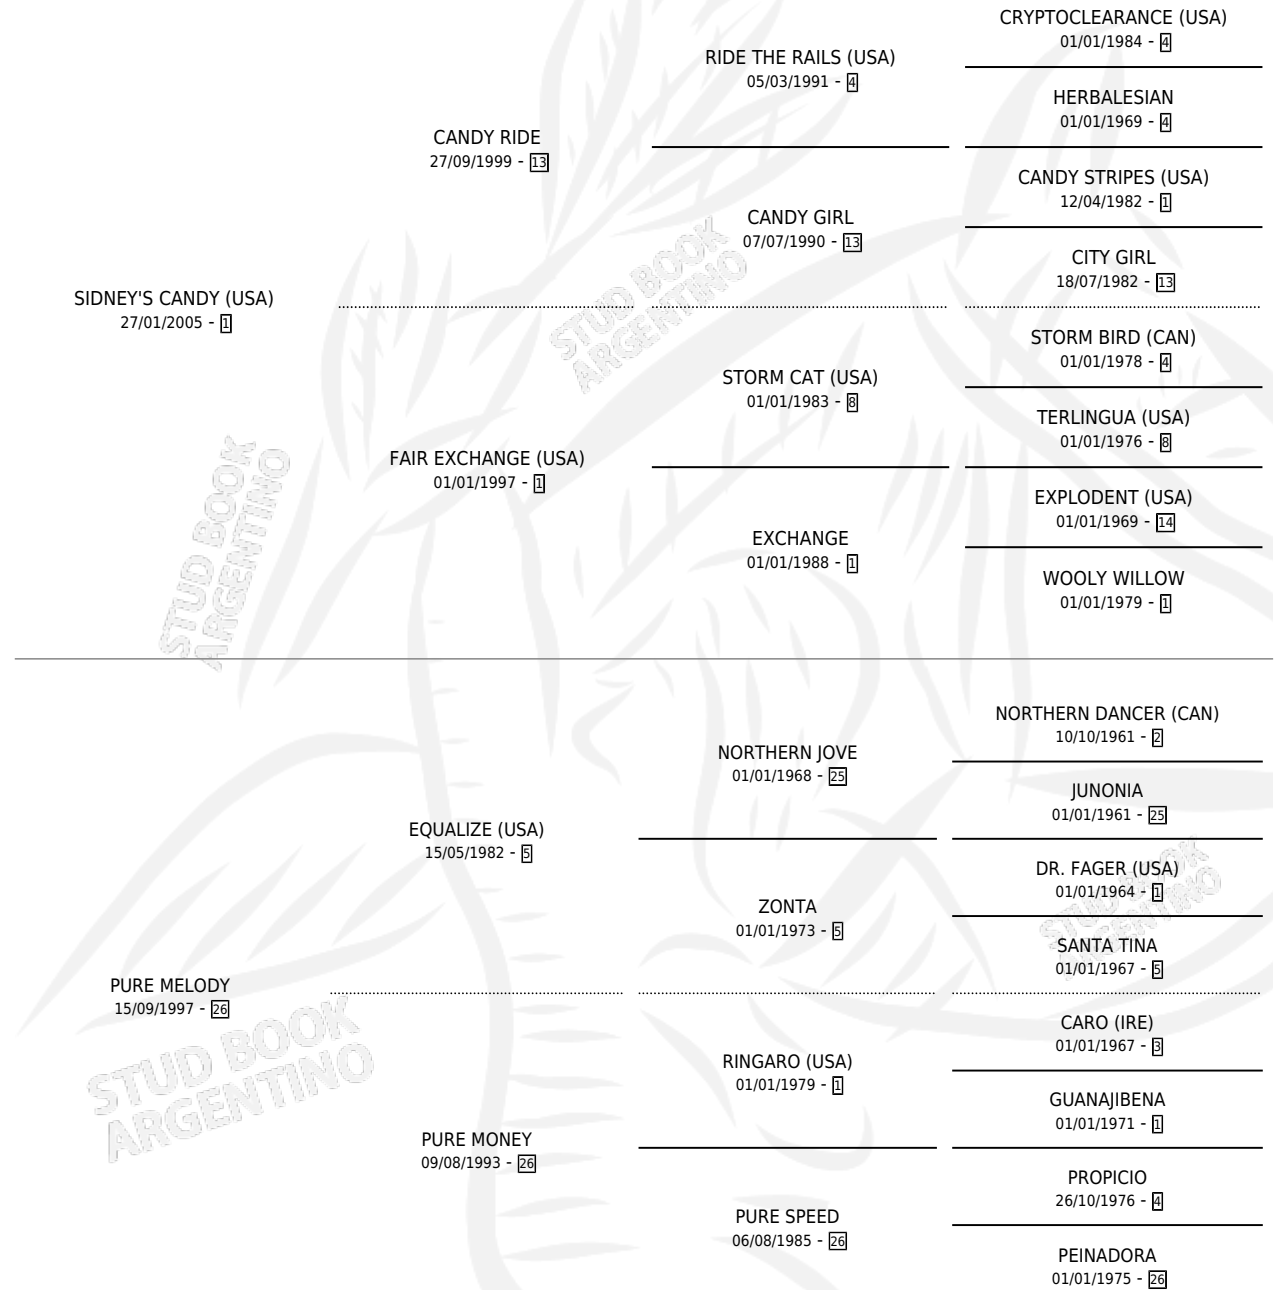 CRYPTOCLEARANCE (USA)
01/01/1984 - 4
RIDE THE RAILS (USA)
05/03/1991 - 4
HERBALESIAN
01/01/1969 - 4
CANDY RIDE
27/09/1999 - 13
CANDY STRIPES (USA)
12/04/1982 - 1
CANDY GIRL
07/07/1990 - 13
CITY GIRL
18/07/1982 - 13
SIDNEY'S CANDY (USA)
27/01/2005 - 1
STORM BIRD (CAN)
01/01/1978 - 4
STORM CAT (USA)
01/01/1983 - 8
TERLINGUA (USA)
01/01/1976 - 8
FAIR EXCHANGE (USA)
01/01/1997 - 1
EXPLODENT (USA)
01/01/1969 - 14
EXCHANGE
01/01/1988 - 1
WOOLY WILLOW
01/01/1979 - 1
STUD BOOK
ARGENTINO
STUD BOOK
ARGENTINO
NORTHERN DANCER (CAN)
10/10/1961 - 2
NORTHERN JOVE
01/01/1968 - 25
JUNONIA
01/01/1961 - 25
EQUALIZE (USA)
15/05/1982 - 5
DR. FAGER (USA)
01/01/1964 - 1
ZONTA
01/01/1973 - 5
SANTA TINA
01/01/1967 - 5
STUD BOOK
ARGENTINO
PURE MELODY
15/09/1997 - 26
CARO (IRE)
01/01/1967 - 3
RINGARO (USA)
01/01/1979 - 1
GUANAJIBENA
01/01/1971 - 1
STUD BOOK
ARGENTINO
PURE MONEY
09/08/1993 - 26
PROPICIO
26/10/1976 - 4
PURE SPEED
06/08/1985 - 26
PEINADORA
01/01/1975 - 26